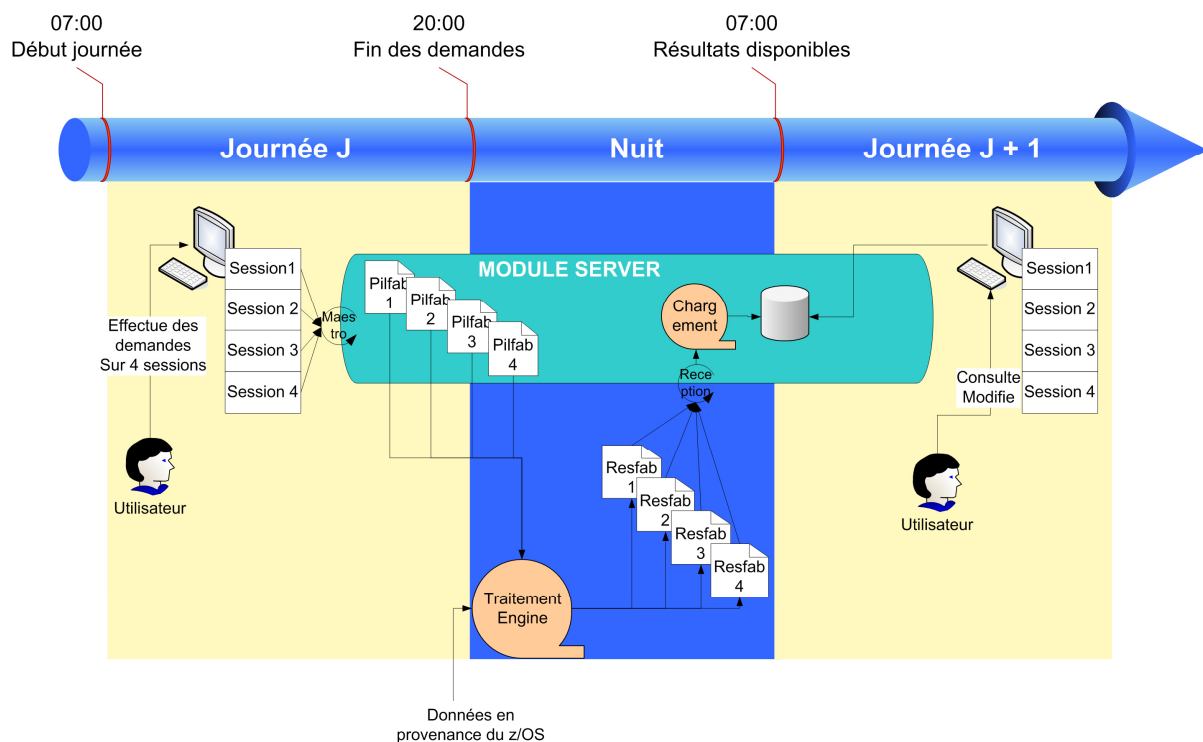 07:00
Début journée
20:00
Fin des demandes
07:00
Résultats disponibles
Journée J
Nuit
Journée J + 1
MODULE SERVER
Session1
Session 2
Session 3
Session 4
Effectue des
demandes
Sur 4 sessions
Utilisateur
Maes
tro
Pilfab
1
Pilfab
2
Pilfab
3
Pilfab
4
Charg
ement
Rece
ption
Resfab
1
Resfab
2
Resfab
3
Resfab
4
Traitement
Engine
Données en
provenance du z/OS
Session1
Session 2
Session 3
Session 4
Consulte
Modifie
Utilisateur